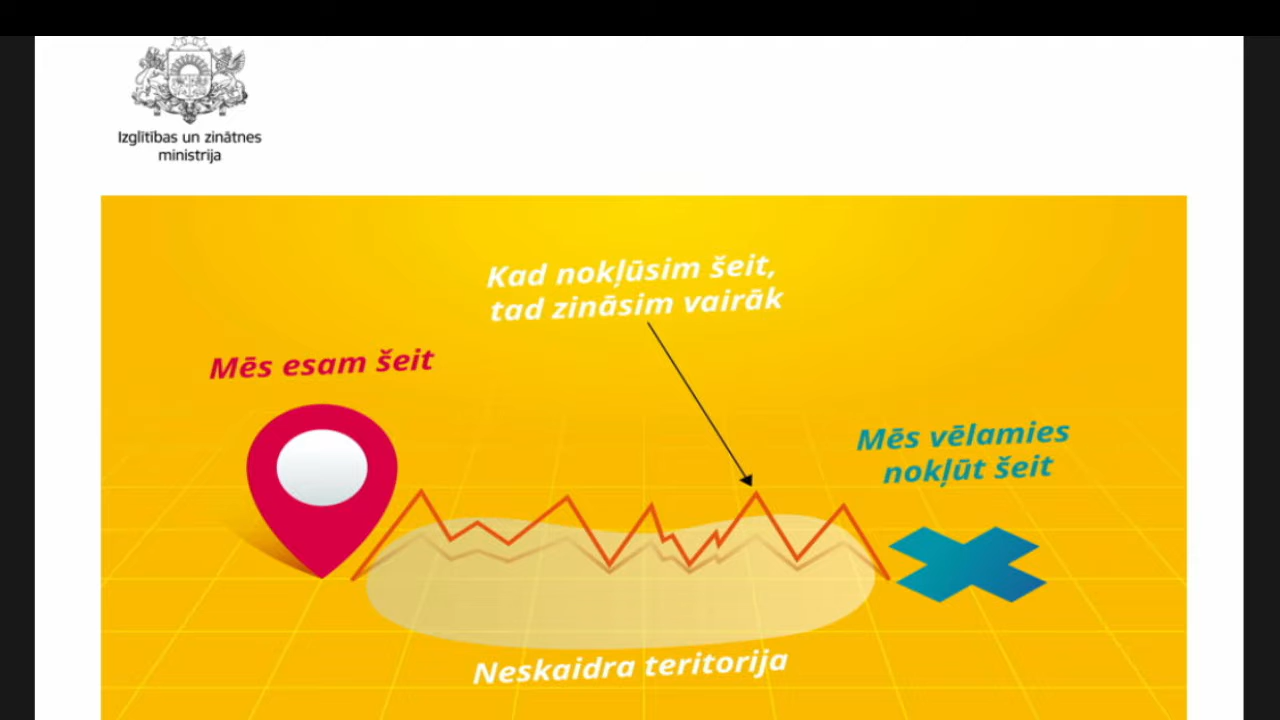 Izglītības un zinātnes
ministrija
Kad nokļūsim šeit,
tad zināsim vairāk
Mēs esam šeit
Mēs vēlamies
nokļūt šeit
Neskaidra teritorija